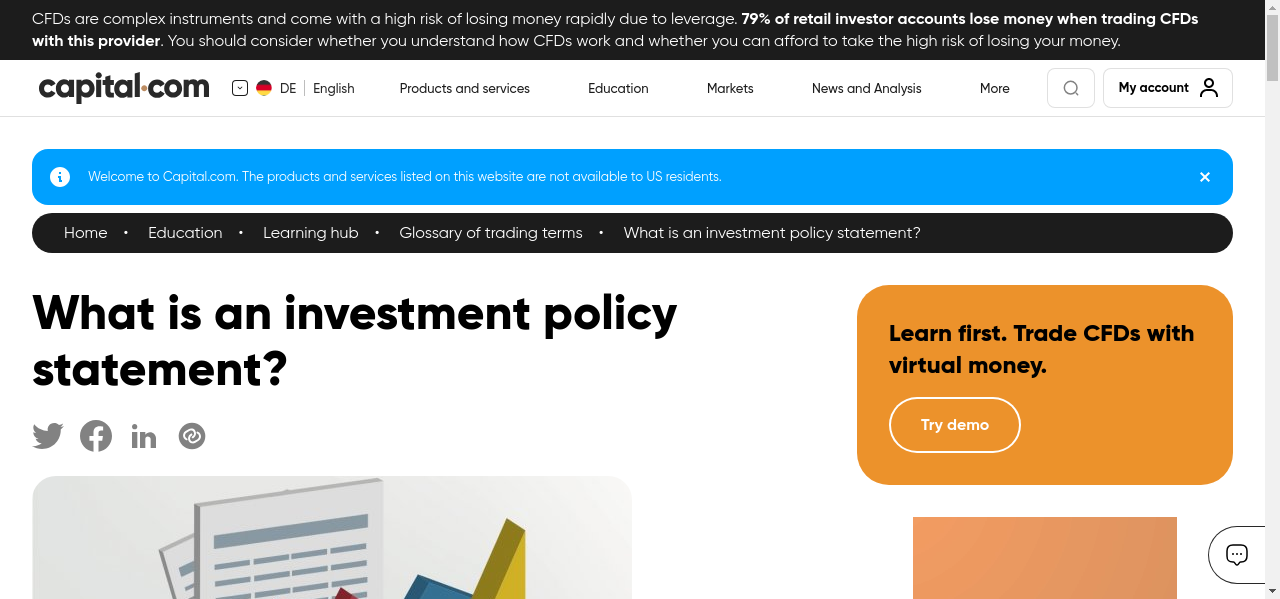 CFDs are complex instruments and come with a high risk of losing money rapidly due to leverage. 79% of retail investor accounts lose money when trading CFDs
with this provider. You should consider whether you understand how CFDs work and whether you can afford to take the high risk of losing your money.
capital.com
DE
English
Products and services
Education
Markets
News and Analysis
More
My account
Welcome to Capital.com. The products and services listed on this website are not available to US residents.
Home • Education • Learning hub • Glossary of trading terms • What is an investment policy statement?
What is an investment policy
statement?
Learn first. Trade CFDs with
virtual money.
Try demo